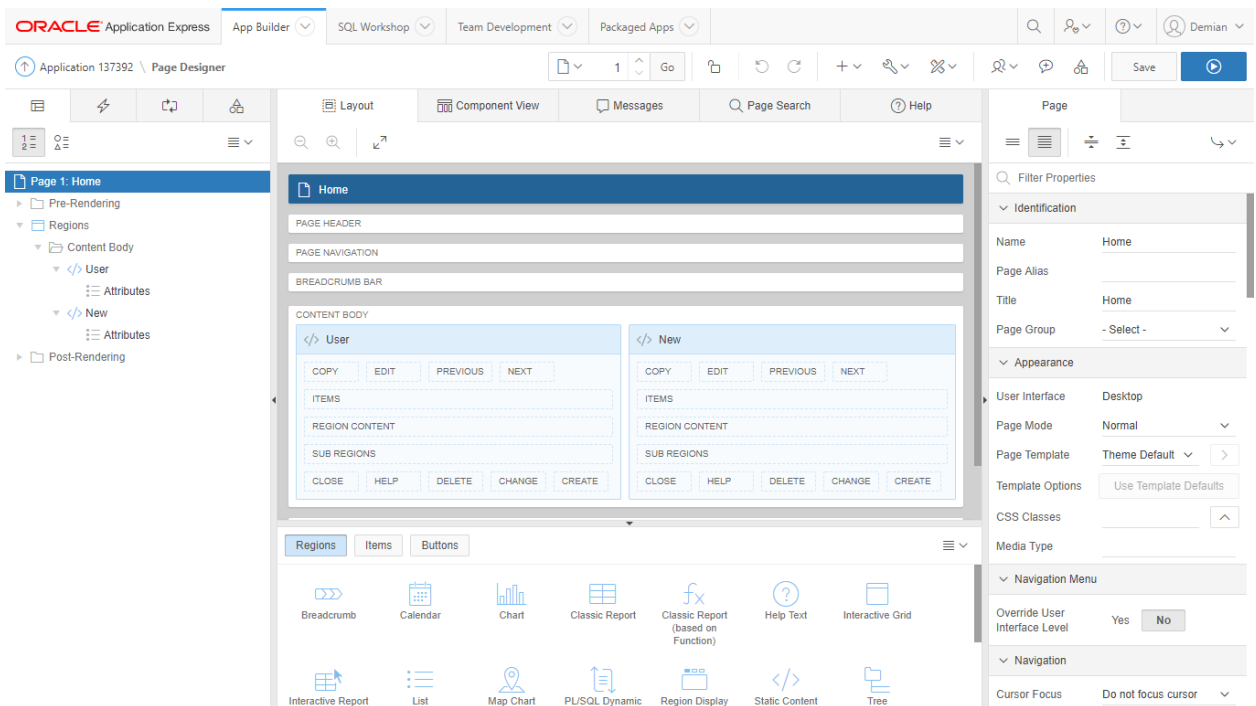 ORACLE Application Express
App Builder
SQL Workshop
Team Development
Packaged Apps
Demian
Application 137392 \ Page Designer
1
Go
Save
Layout
Component View
Messages
Page Search
Help
Page
Page 1: Home
Pre-Rendering
Regions
Content Body
User
Attributes
New
Attributes
Post-Rendering
Home
PAGE HEADER
PAGE NAVIGATION
BREADCRUMB BAR
CONTENT BODY
User
COPY EDIT PREVIOUS NEXT
ITEMS
REGION CONTENT
SUB REGIONS
CLOSE HELP DELETE CHANGE CREATE
New
COPY EDIT PREVIOUS NEXT
ITEMS
REGION CONTENT
SUB REGIONS
CLOSE HELP DELETE CHANGE CREATE
Regions Items Buttons
Breadcrumb
Calendar
Chart
Classic Report
Classic Report
(based on
Function)
Help Text
Interactive Grid
Interactive Report
List
Map Chart
PL/SQL Dynamic
Region Display
Static Content
Tree
Filter Properties
Identification
Name Home
Page Alias
Title Home
Page Group - Select -
Appearance
User Interface Desktop
Page Mode Normal
Page Template Theme Default
Template Options Use Template Defaults
CSS Classes
Media Type
Navigation Menu
Override User
Interface Level
Yes No
Navigation
Cursor Focus Do not focus cursor